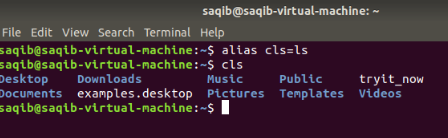 saqib@saqib-virtual-machine: ~
File Edit View Search Terminal Help
saqib@saqib-virtual-machine:~$ alias cls=ls
saqib@saqib-virtual-machine:~$ cls
Desktop Downloads Music Public tryit_now
Documents examples.desktop Pictures Templates Videos
saqib@saqib-virtual-machine:~$